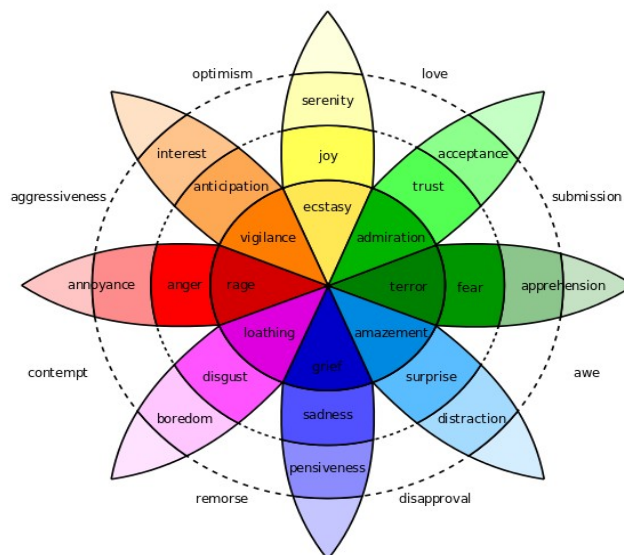 optimism
love
serenity
interest
acceptance
joy
anticipation
trust
aggressiveness
submission
ecstasy
vigilance
admiration
annoyance
anger
rage
terror
fear
apprehension
loathing
amazement
contempt
grief
awe
disgust
surprise
boredom
sadness
distraction
pensiveness
remorse
disapproval